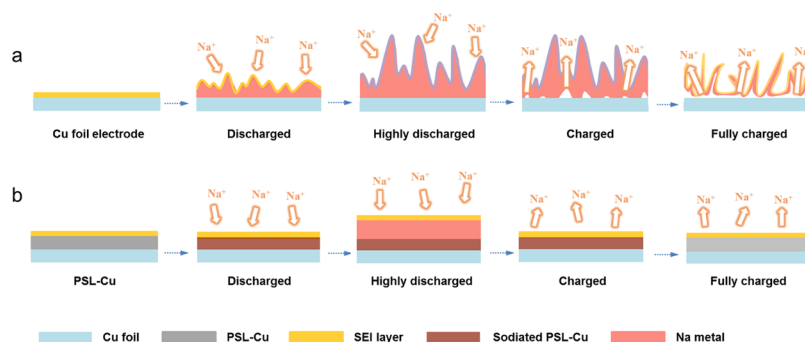 a
Na⁺ Na⁺ Na⁺ Na⁺ Na⁺ Na⁺ Na⁺ Na⁺ Na⁺ Na⁺ Na⁺ Na⁺
Cu foil electrode Discharged Highly discharged Charged Fully charged
b
Na⁺ Na⁺ Na⁺ Na⁺ Na⁺ Na⁺ Na⁺ Na⁺ Na⁺ Na⁺ Na⁺ Na⁺
PSL-Cu Discharged Highly discharged Charged Fully charged
Cu foil PSL-Cu SEI layer Sodiated PSL-Cu Na metal